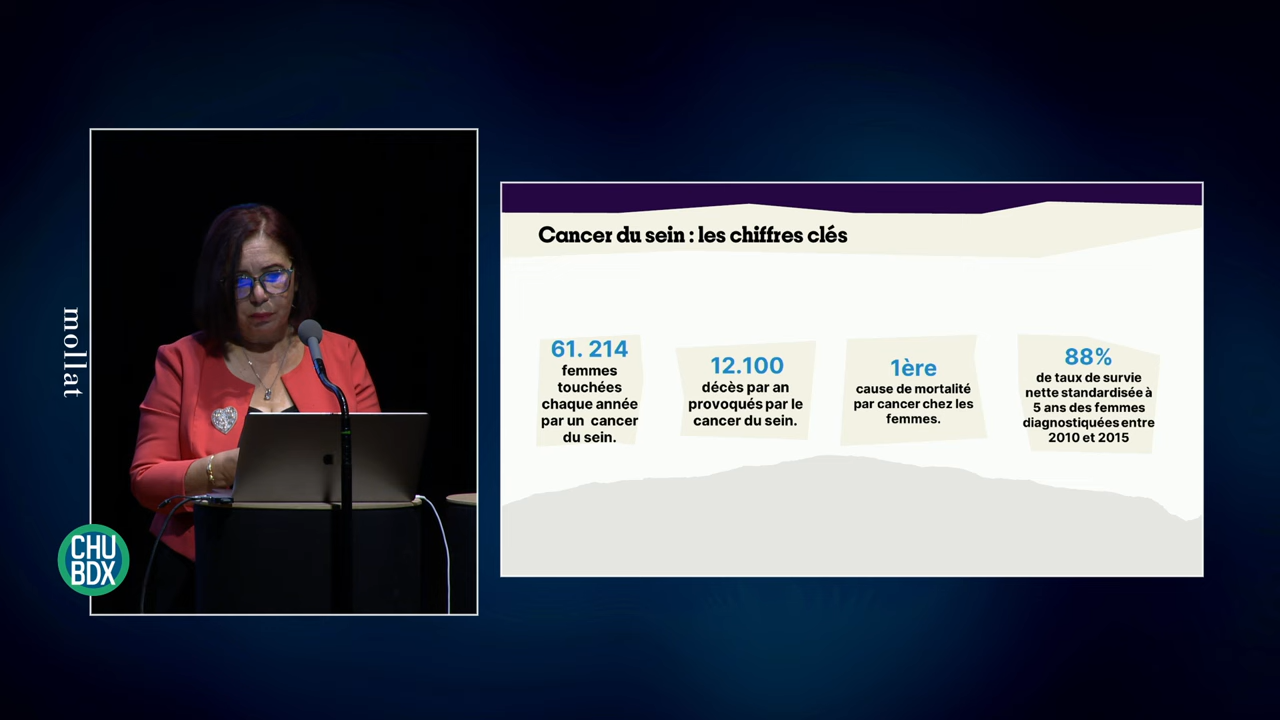 mollat
CHU
BDX
Cancer du sein : les chiffres clés
61. 214
femmes
touchées
chaque année
par un cancer
du sein.
12.100
décès par an
provoqués par le
cancer du sein.
1ère
cause de mortalité
par cancer chez les
femmes.
88%
de taux de survie
nette standardisée à
5 ans des femmes
diagnostiquées entre
2010 et 2015